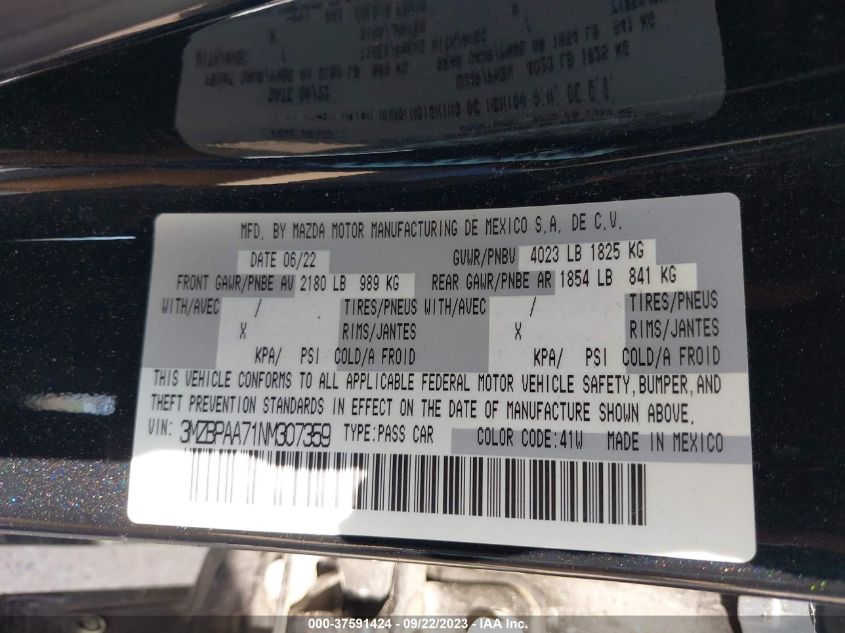 MFD. BY MAZDA MOTOR MANUFACTURING DE MEXICO S.A. DE C.V.
DATE 06/22 GVWR/PNBV 4023 LB 1825 KG
FRONT GAWR/PNBE AV 2180 LB 989 KG REAR GAWR/PNBE AR 1854 LB 841 KG
WITH/AVEC / TIRES/PNEUS WITH/AVEC / TIRES/PNEUS
X RIMS/JANTES X RIMS/JANTES
KPA/ PSI COLD/A FROID KPA/ PSI COLD/A FROID
THIS VEHICLE CONFORMS TO ALL APPLICABLE FEDERAL MOTOR VEHICLE SAFETY, BUMPER, AND
THEFT PREVENTION STANDARDS IN EFFECT ON THE DATE OF MANUFACTURE SHOWN ABOVE.
VIN: 3MZBPAA71NM307359 TYPE:PASS CAR COLOR CODE:41W MADE IN MEXICO
000-37591424 - 09/22/2023 - IAA Inc.